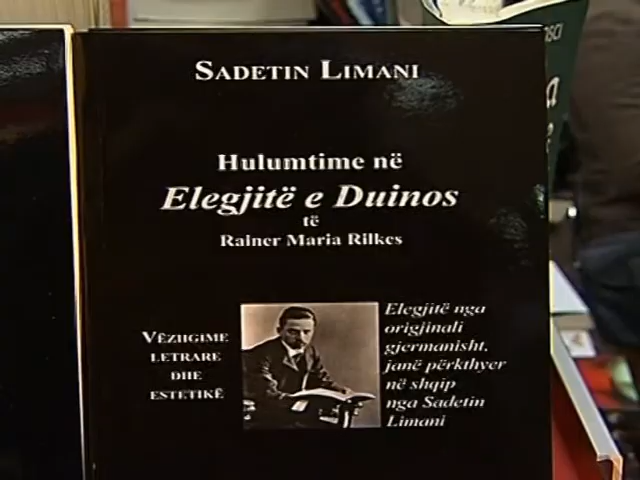 SADETIN LIMANI
Hulumtime në
Elegjitë e Duinos
të
Rainer Maria Rilkes
VËZHGIME
LETRARE
DHE
ESTETIKË
Elegjitë nga
origjinali
gjermanisht,
janë përkthyer
në shqip
nga Sadetin
Limani